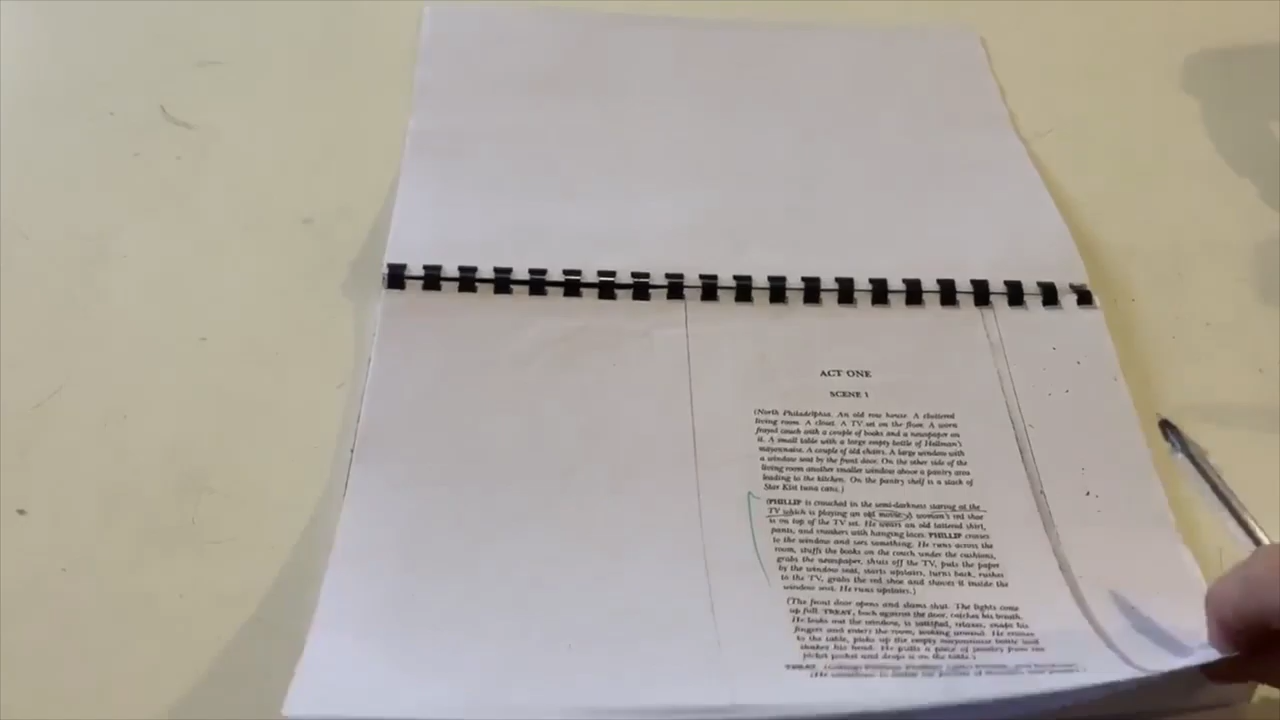 ACT ONE
SCENE 1
(North Philadelphia. An old row house. A cluttered
living room. A closet. A TV set on the floor. A worn
frayed couch with a couple of books and a newspaper on
it. A small table with a large empty bottle of Hellman's
mayonnaise. A couple of old chairs. A large window with
a window seat by the front door. On the other side of the
living room another smaller window above a pantry area
leading to the kitchen. On the pantry shelf is a stack of
Star Kist tuna cans.)
(PHILLIP is crouched in the semi-darkness staring at the
TV which is playing an old movie. A woman's red shoe
is on top of the TV set. He wears an old tattered shirt,
pants, and sneakers with hanging laces. PHILLIP crosses
to the window and sees something. He runs across the
room, stuffs the books on the couch under the cushions,
grabs the newspaper, shuts off the TV, puts the paper
by the window seat, starts upstairs, turns back, rushes
to the TV, grabs the red shoe and shoves it inside the
window seat. He runs upstairs.)
(The front door opens and slams shut. The lights come
up full. TREAT, back against the door, catches his breath.
He looks out the window, is satisfied, relaxes, snaps his
fingers and enters the room, looking around. He crosses
to the table, picks up the empty mayonnaise bottle and
shakes his head. He pulls a piece of jewelry from his
picket pocket and drops it on the table.)
TREAT.